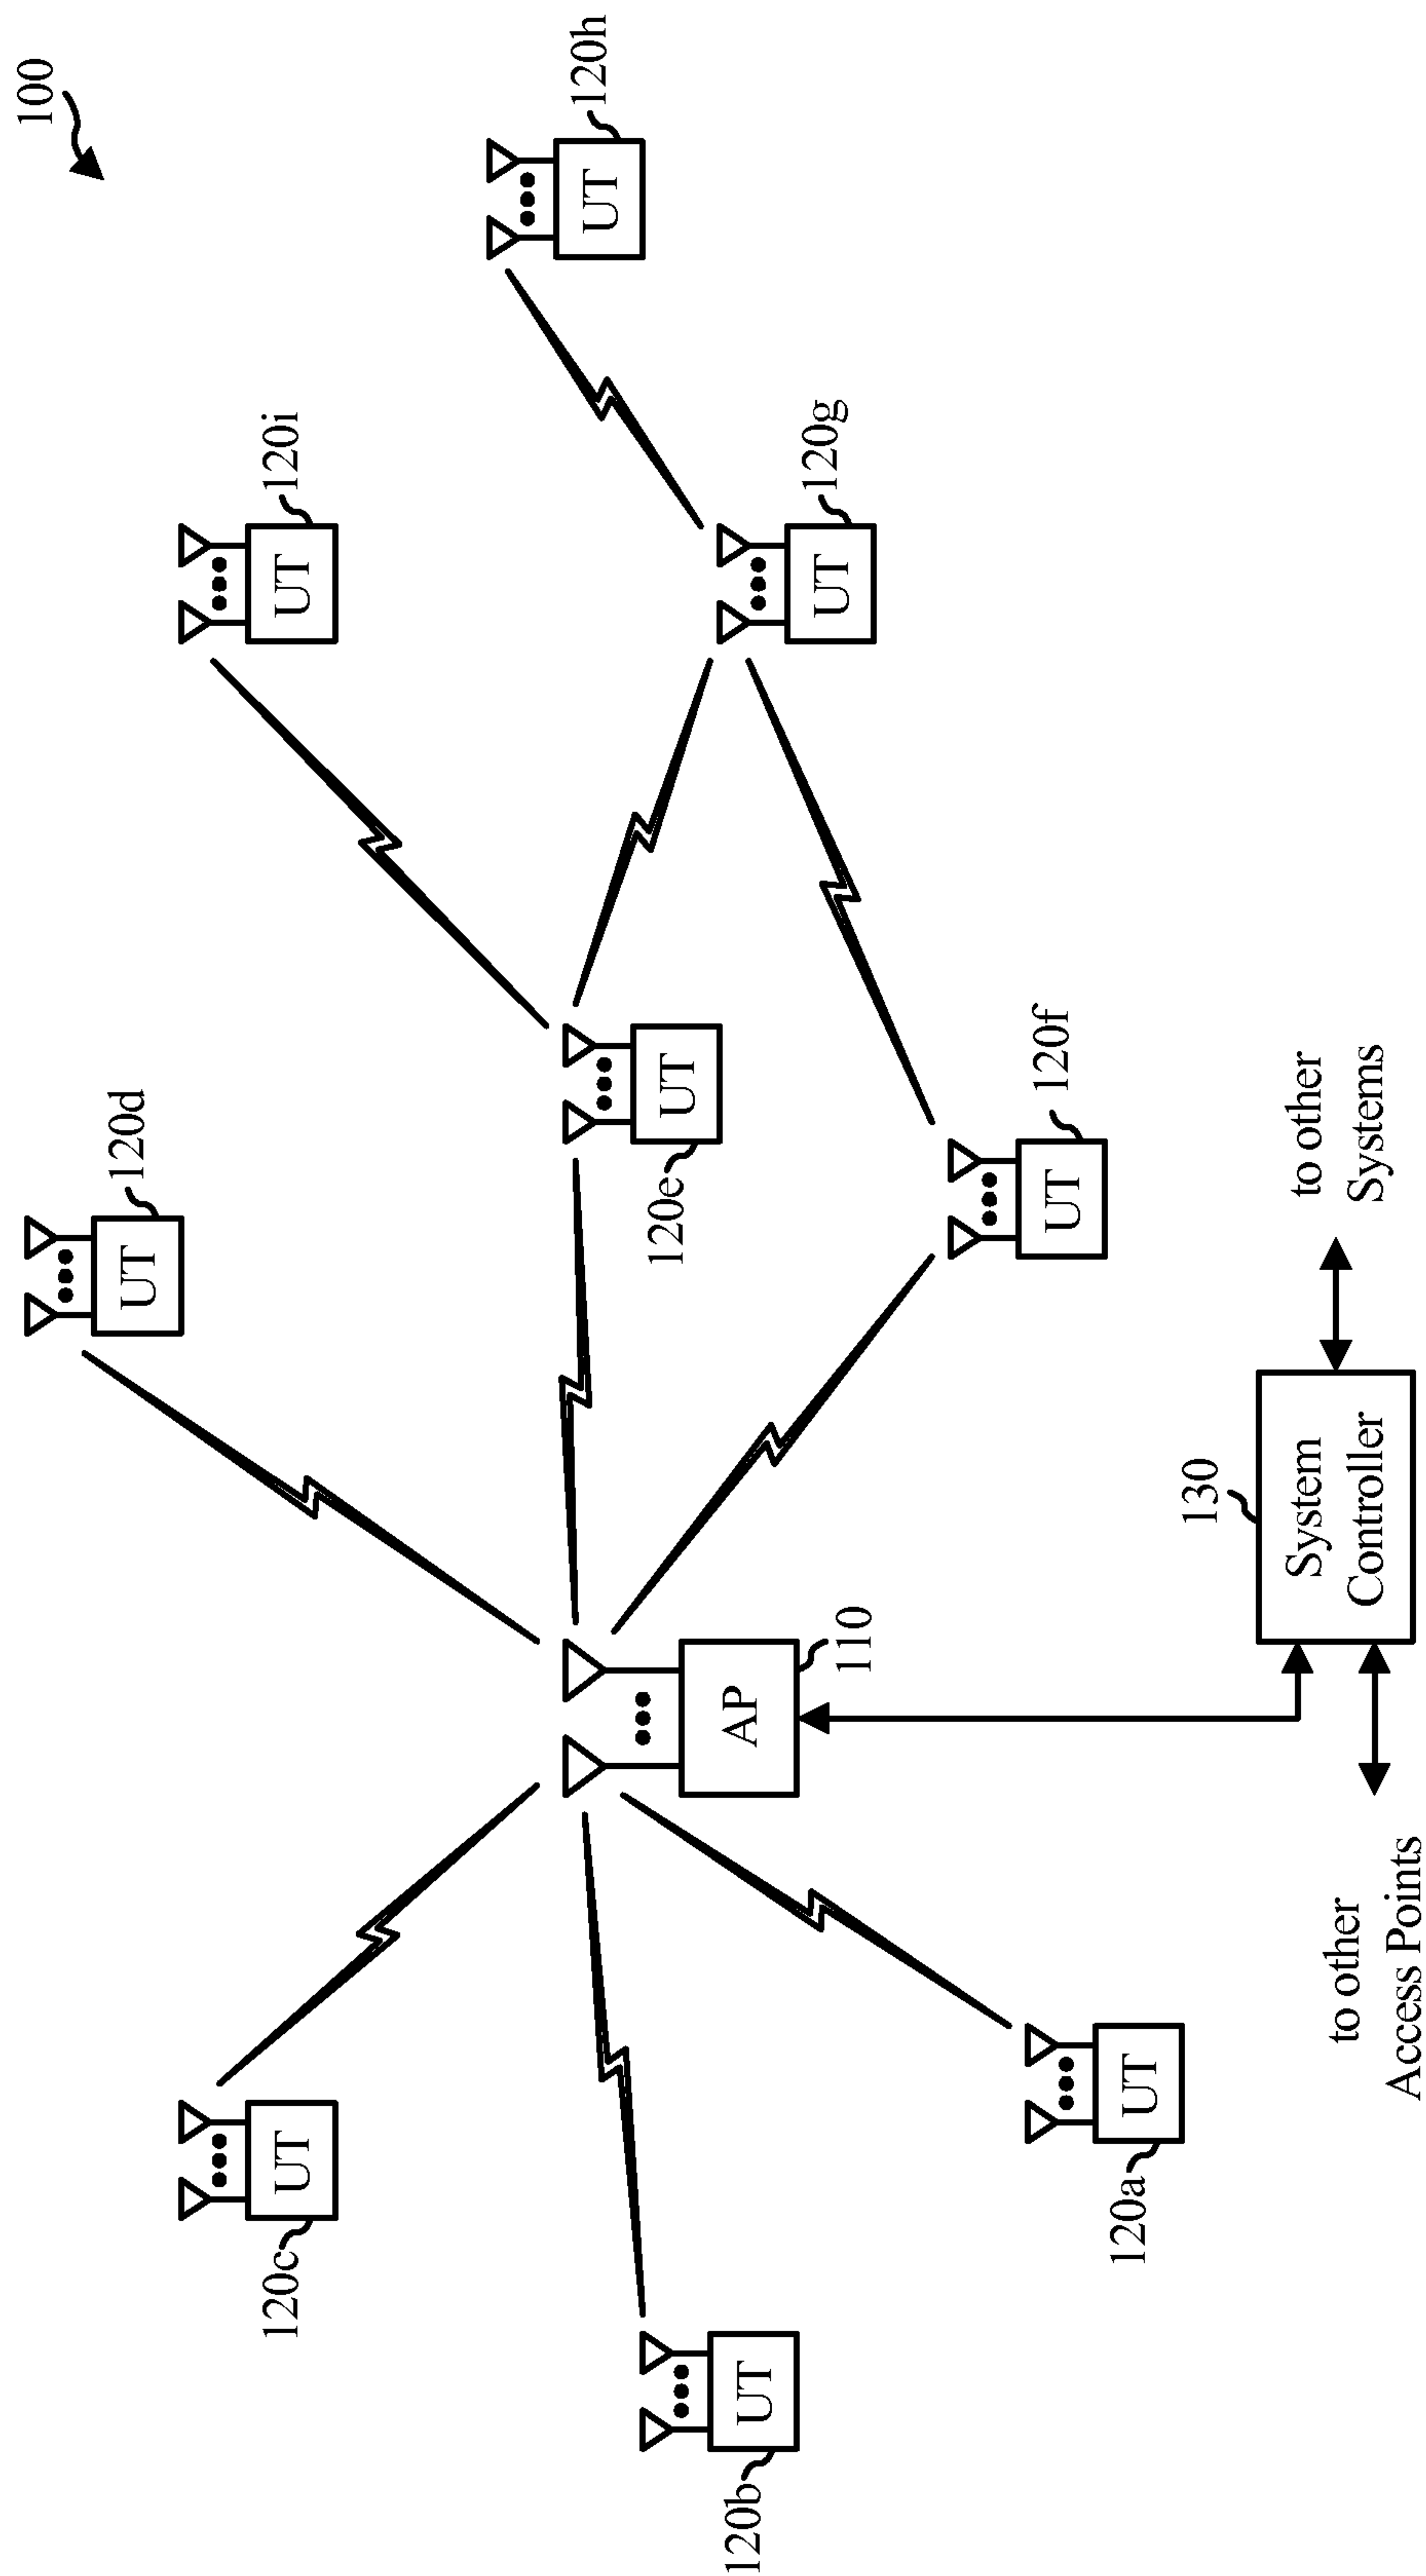 100
120d
UT
120i
UT
120c
UT
120h
UT
120e
UT
AP
110
120b
UT
120g
UT
120f
UT
120a
UT
130
System
Controller
to other
Systems
to other
Access Points